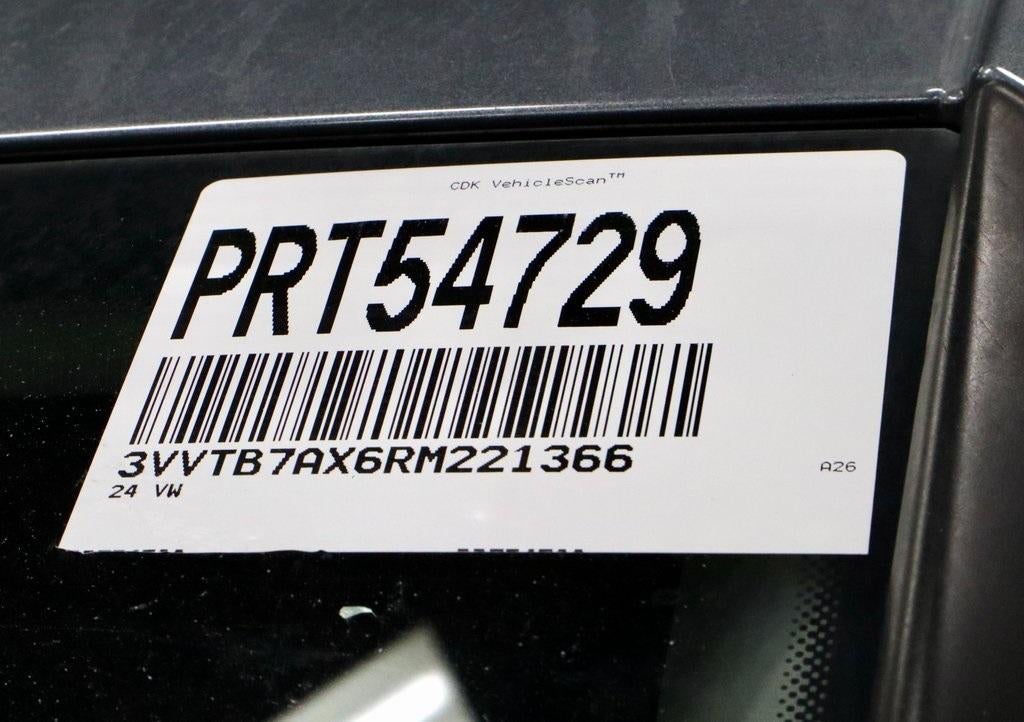 CDK VehicleScan™
PRT54729
3VVTB7AX6RM221366
24 VW
A26